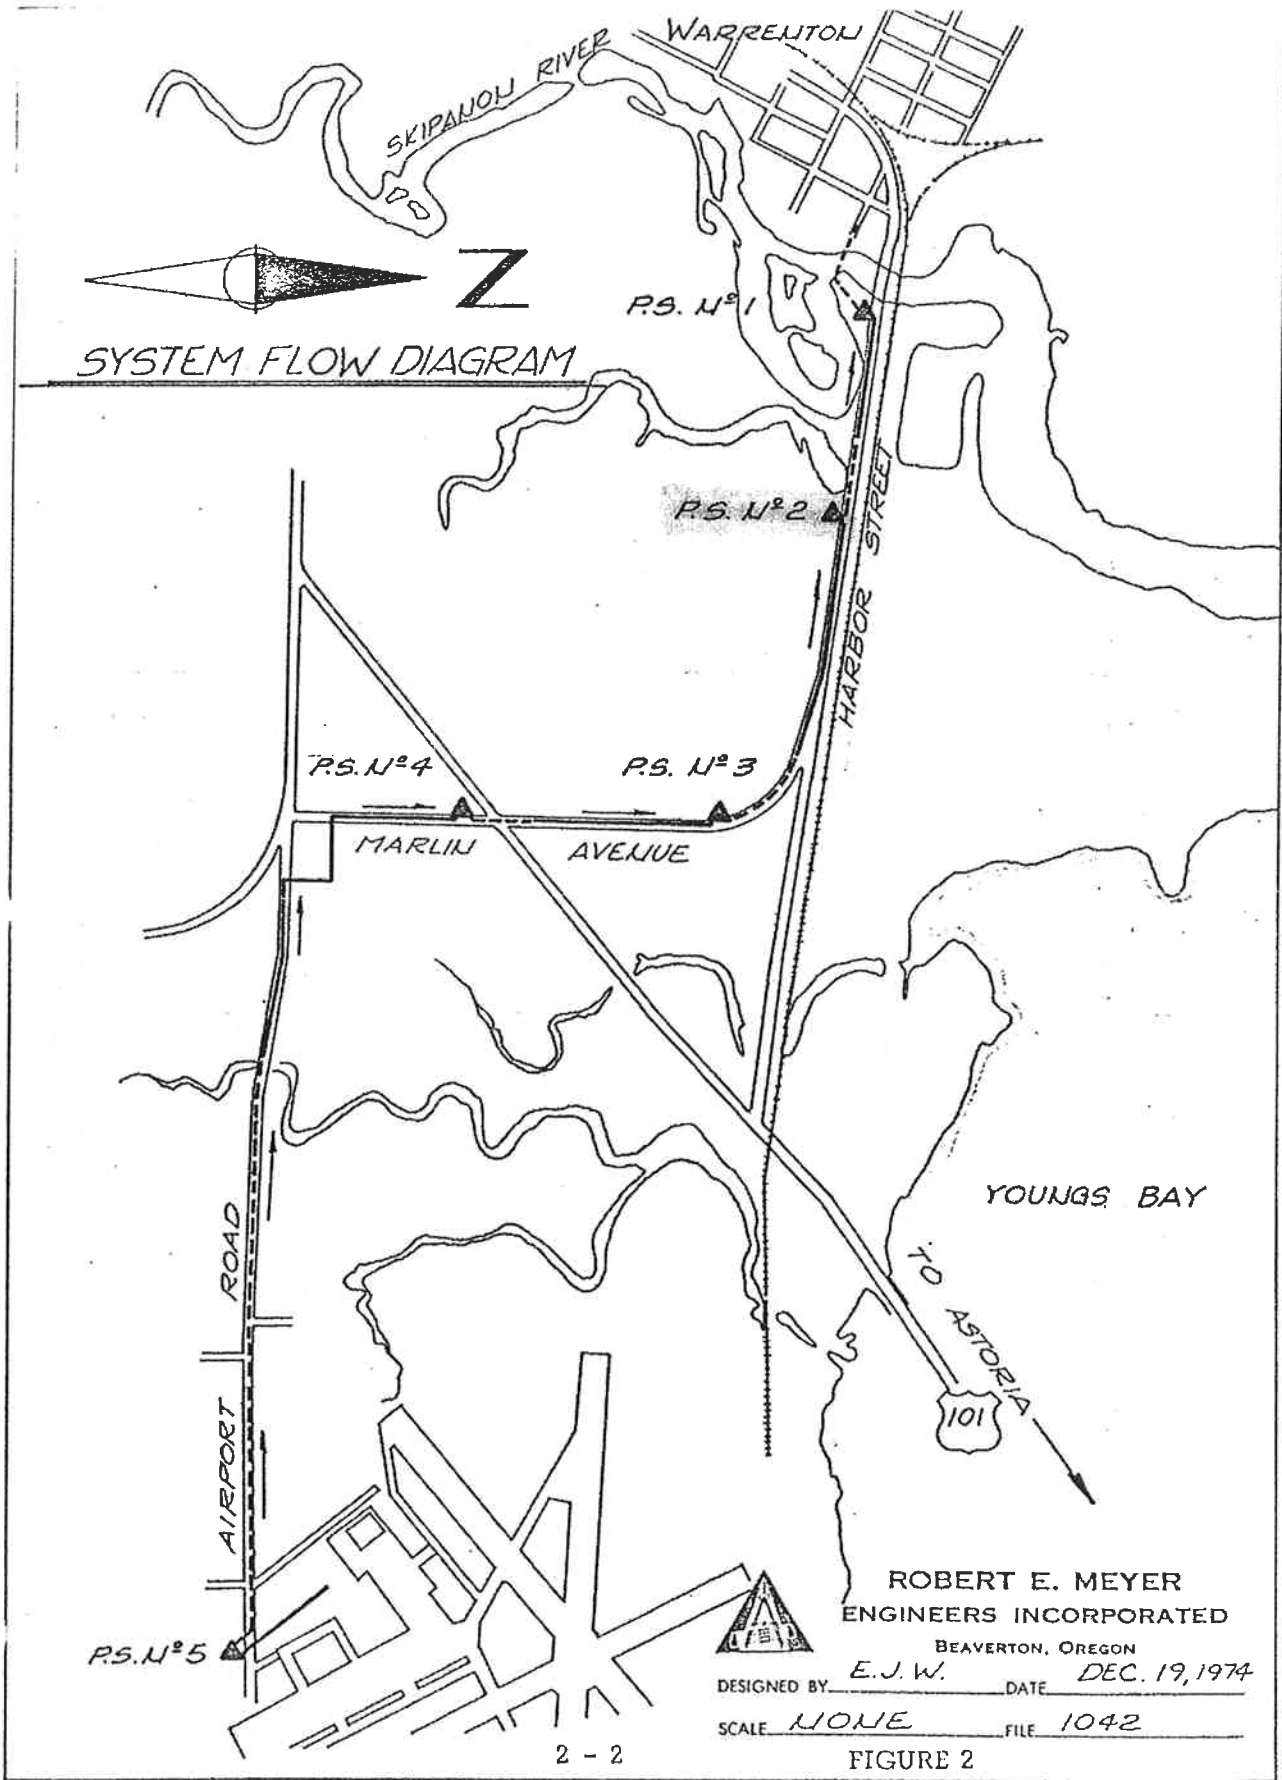 WARRENTON
SKIPANON RIVER
Z
P.S. Nº 1
SYSTEM FLOW DIAGRAM
P.S. Nº 2
HARBOR STREET
P.S. Nº 4
P.S. Nº 3
MARLIN AVENUE
YOUNGS BAY
AIRPORT ROAD
TO ASTORIA
101
P.S. Nº 5
ROBERT E. MEYER
ENGINEERS INCORPORATED
BEAVERTON, OREGON
DESIGNED BY E.J.W. DATE DEC. 19, 1974
SCALE NONE FILE 1042
2 - 2
FIGURE 2